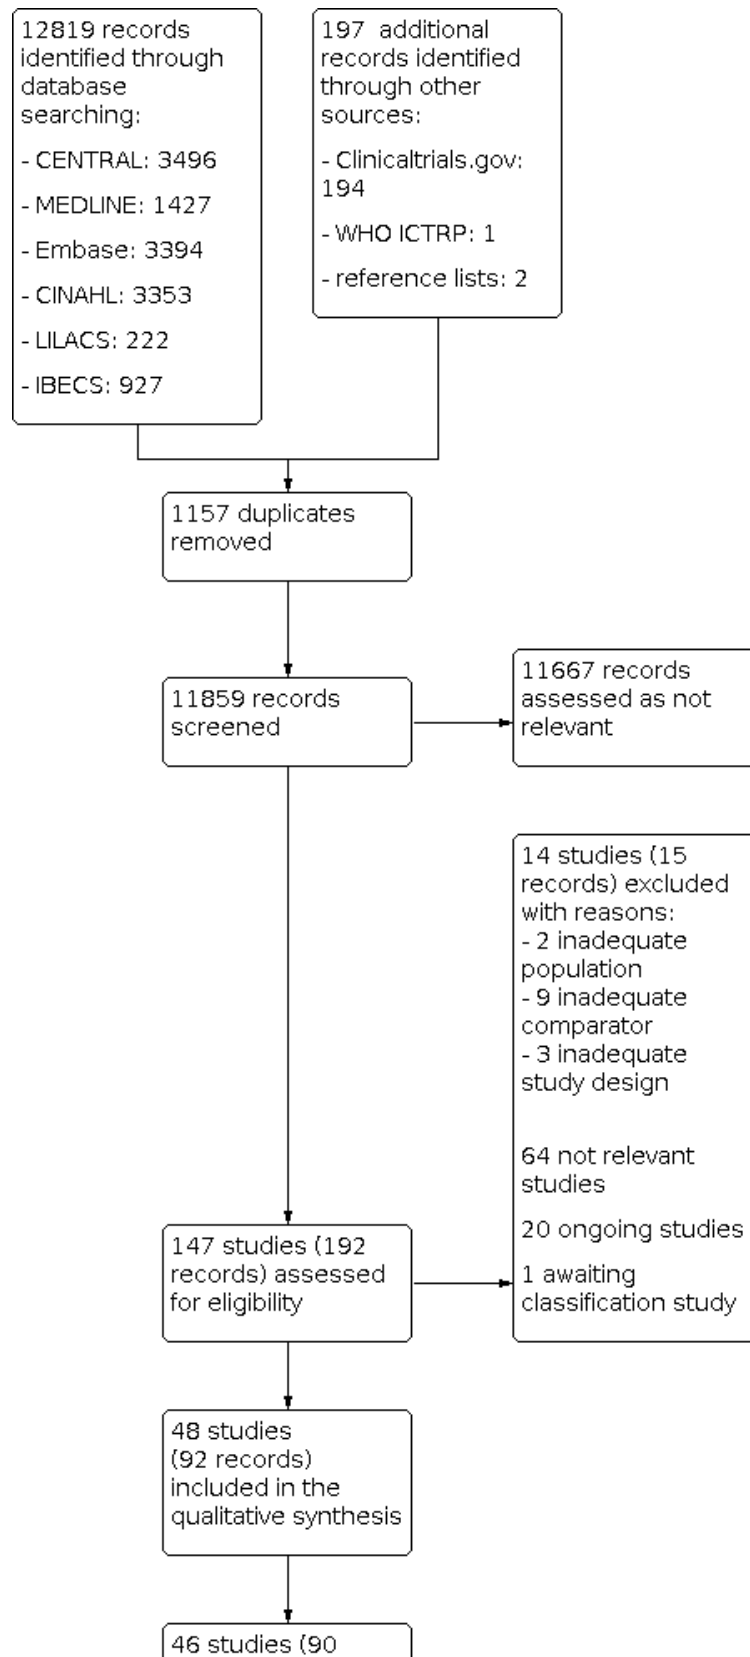 12819 records
identified through
database
searching:
- CENTRAL: 3496
- MEDLINE: 1427
- Embase: 3394
- CINAHL: 3353
- LILACS: 222
- IBECS: 927
197 additional
records identified
through other
sources:
- Clinicaltrials.gov:
194
- WHO ICTRP: 1
- reference lists: 2
1157 duplicates
removed
11859 records
screened
11667 records
assessed as not
relevant
14 studies (15
records) excluded
with reasons:
- 2 inadequate
population
- 9 inadequate
comparator
- 3 inadequate
study design
64 not relevant
studies
20 ongoing studies
1 awaiting
classification study
147 studies (192
records) assessed
for eligibility
48 studies
(92 records)
included in the
qualitative synthesis
46 studies (90